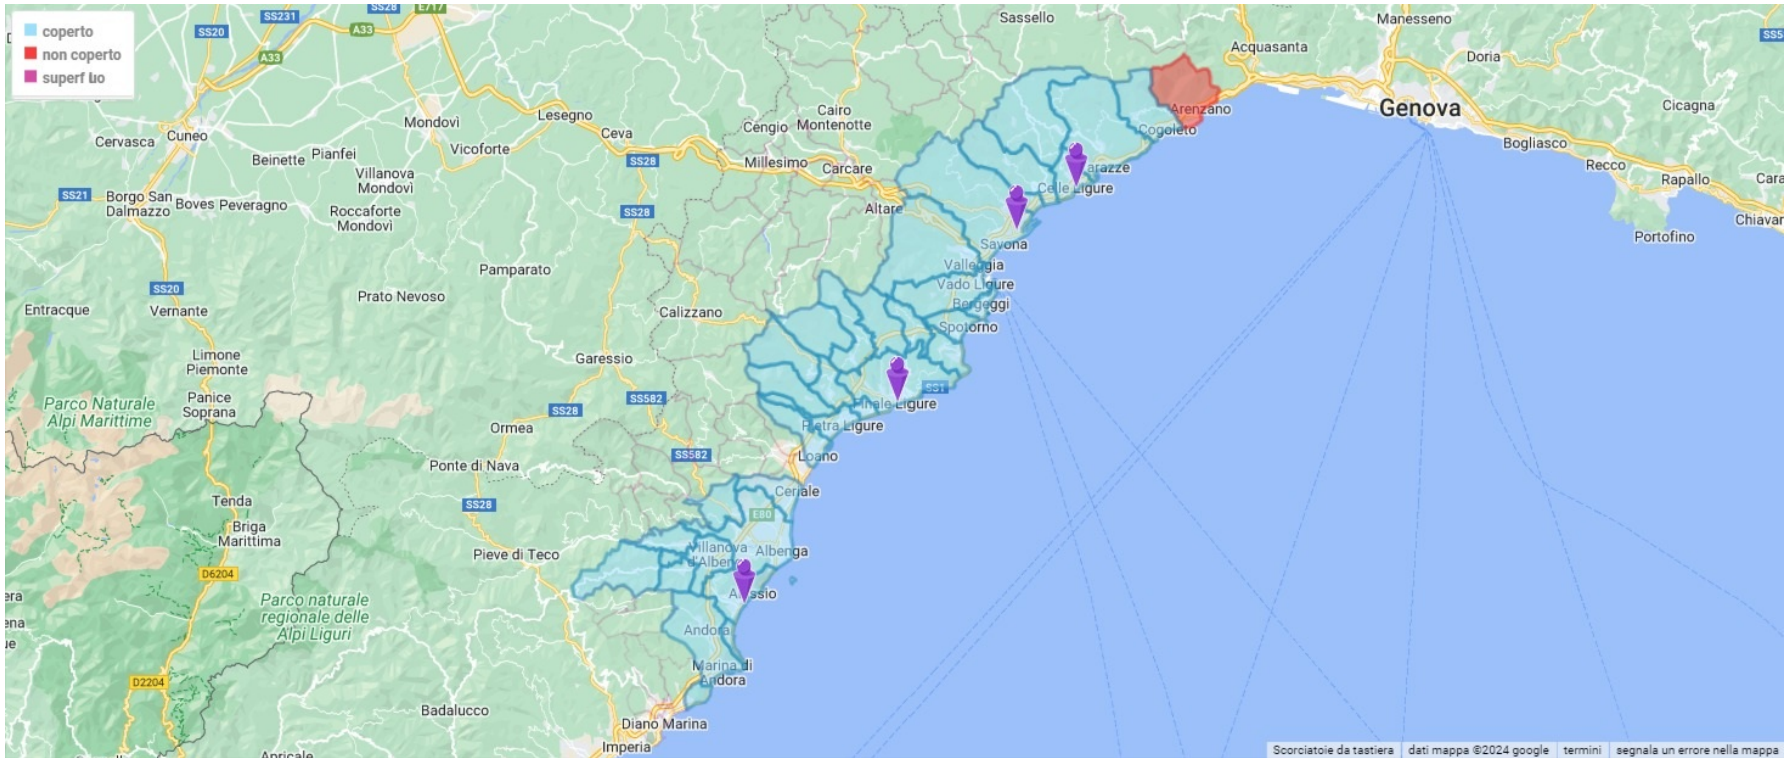 coperto
non coperto
superfluo
SS231
SS28
E717
SS20
A33
A33
Sassello
Manesseno
SS5
Acquasanta
Doria
Arenzano
Genova
Cicagna
Cairo
Montenotte
Cengio
Lesegno
Mondovì
Ceva
Cervasca
Cuneo
Cogoleto
Bogliasco
Beinette
Pianfei
Vicoforte
SS28
Millesimo
Carcare
Recco
Rapallo
Cara
Villanova
Mondovì
Celle Ligure
SS21
Borgo San
Dalmazzo
Boves
Peveragno
Roccaforte
Mondovì
SS28
Altare
Chiavar
Portofino
Savona
Pamparato
Valleggia
Vado Ligure
SS20
Prato Nevoso
Bergeggi
Entracque
Vernante
Calizzano
Spotorno
Limone
Piemonte
Garessio
SS1
Parco Naturale
Alpi Marittime
Panice
Soprana
SS28
SS582
Finale Ligure
Ormea
Pietra Ligure
SS582
Loano
Ponte di Nava
Ceriale
SS28
Tenda
E80
Briga
Marittima
Pieve di Teco
Villanova
Albenga
D6204
Parco naturale
regionale delle
Alpi Liguri
Andora
Marina di
Andora
D2204
Badalucco
Diano Marina
Imperia
Apricale
Scorciatoie da tastiera
dati mappa ©2024 google
termini
segnala un errore nella mappa